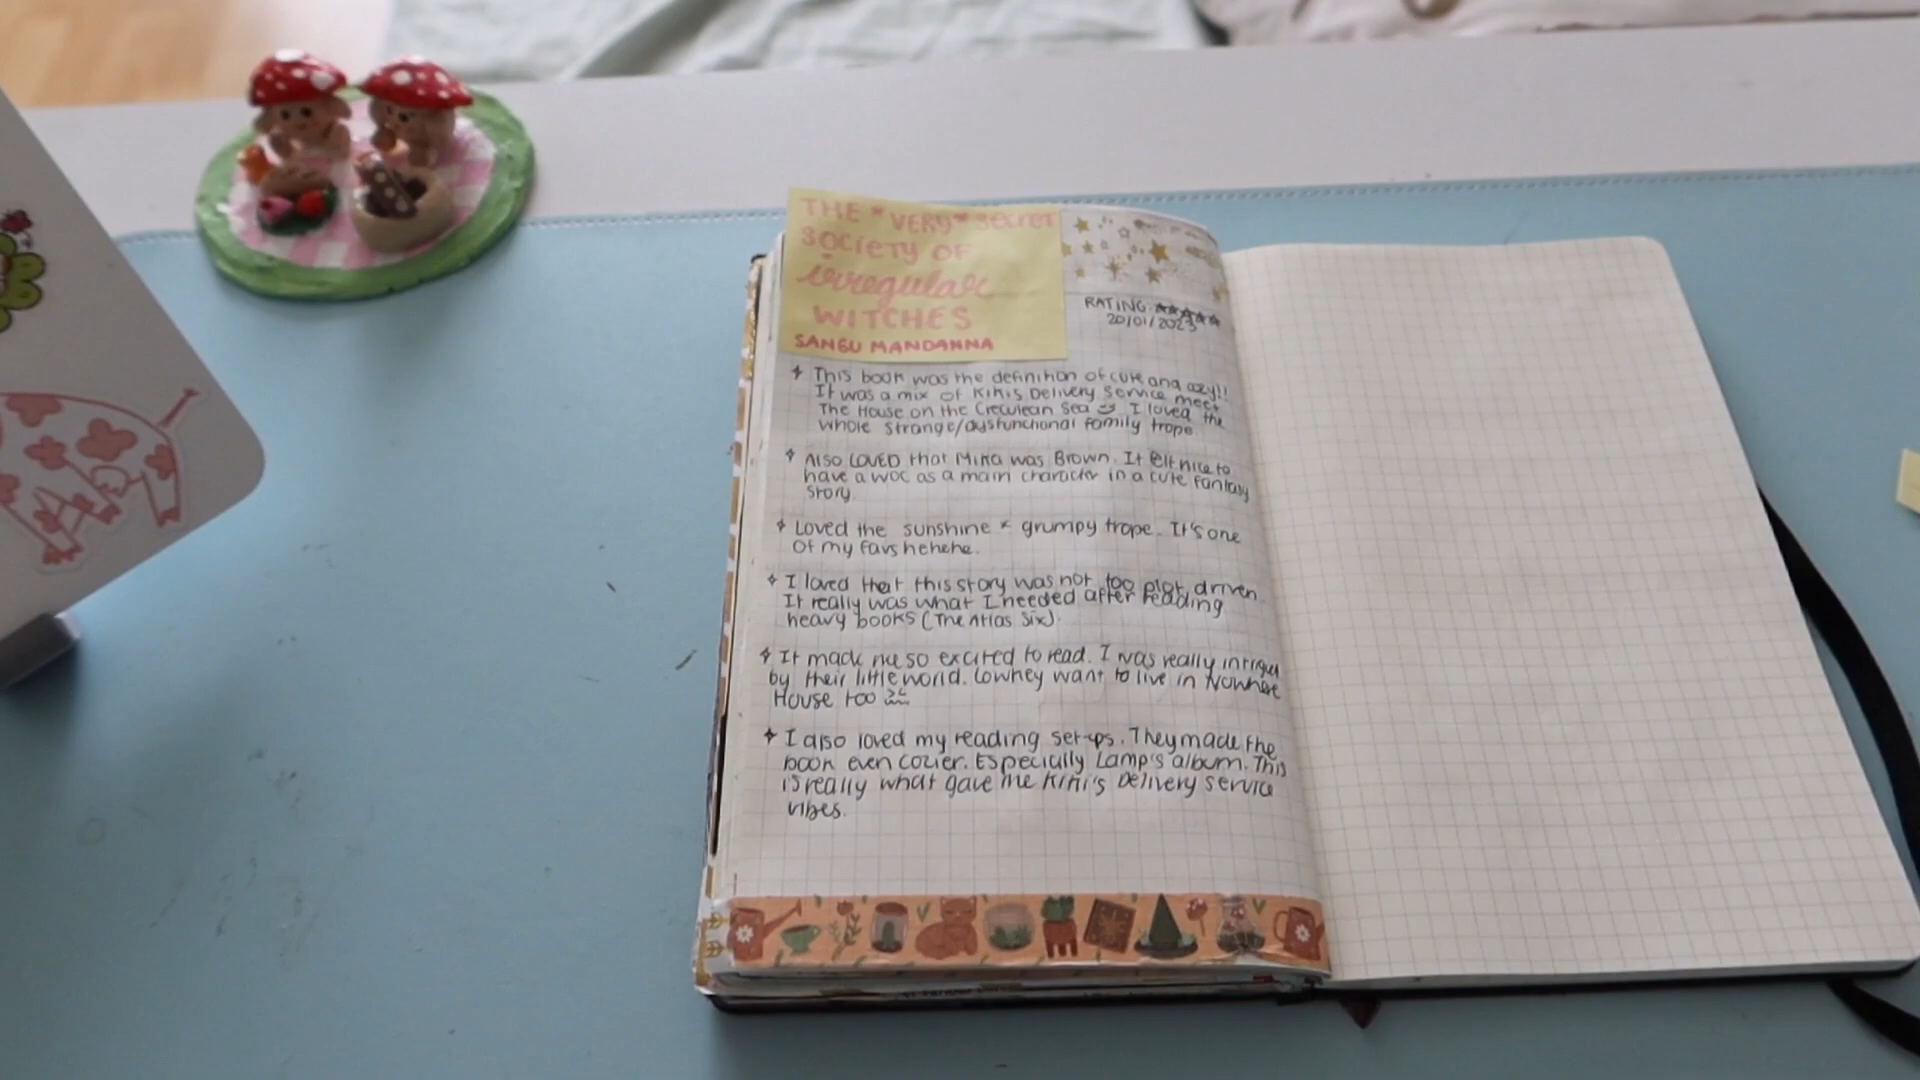 THE *VERY* Secret
SOCIETY OF
irregular
WITCHES
SANGU MANDANNA
RATING: ★★★★★
20/01/2023
✦ This book was the definition of cute and cozy!!
It was a mix of Kiki's Delivery Service meets
The House on the Creculean Sea I loved the
whole strange/dysfunctional family trope.
✦ Also LOVED that Mika was Brown. It felt nice to
have a WOC as a main character in a cute fantasy
story.
✦ Loved the sunshine × grumpy trope. It's one
of my favs hehehe.
✦ I loved that this story was not too plot driven
It really was what I needed after reading
heavy books (The Atlas Six).
✦ It made me so excited to read. I was really intrigued
by their little world. Lowkey want to live in Nowhere
House too
✦ I also loved my reading set-ups. They made the
book even cozier. Especially Lamp's album. This
is really what gave me Kiki's Delivery service
vibes.